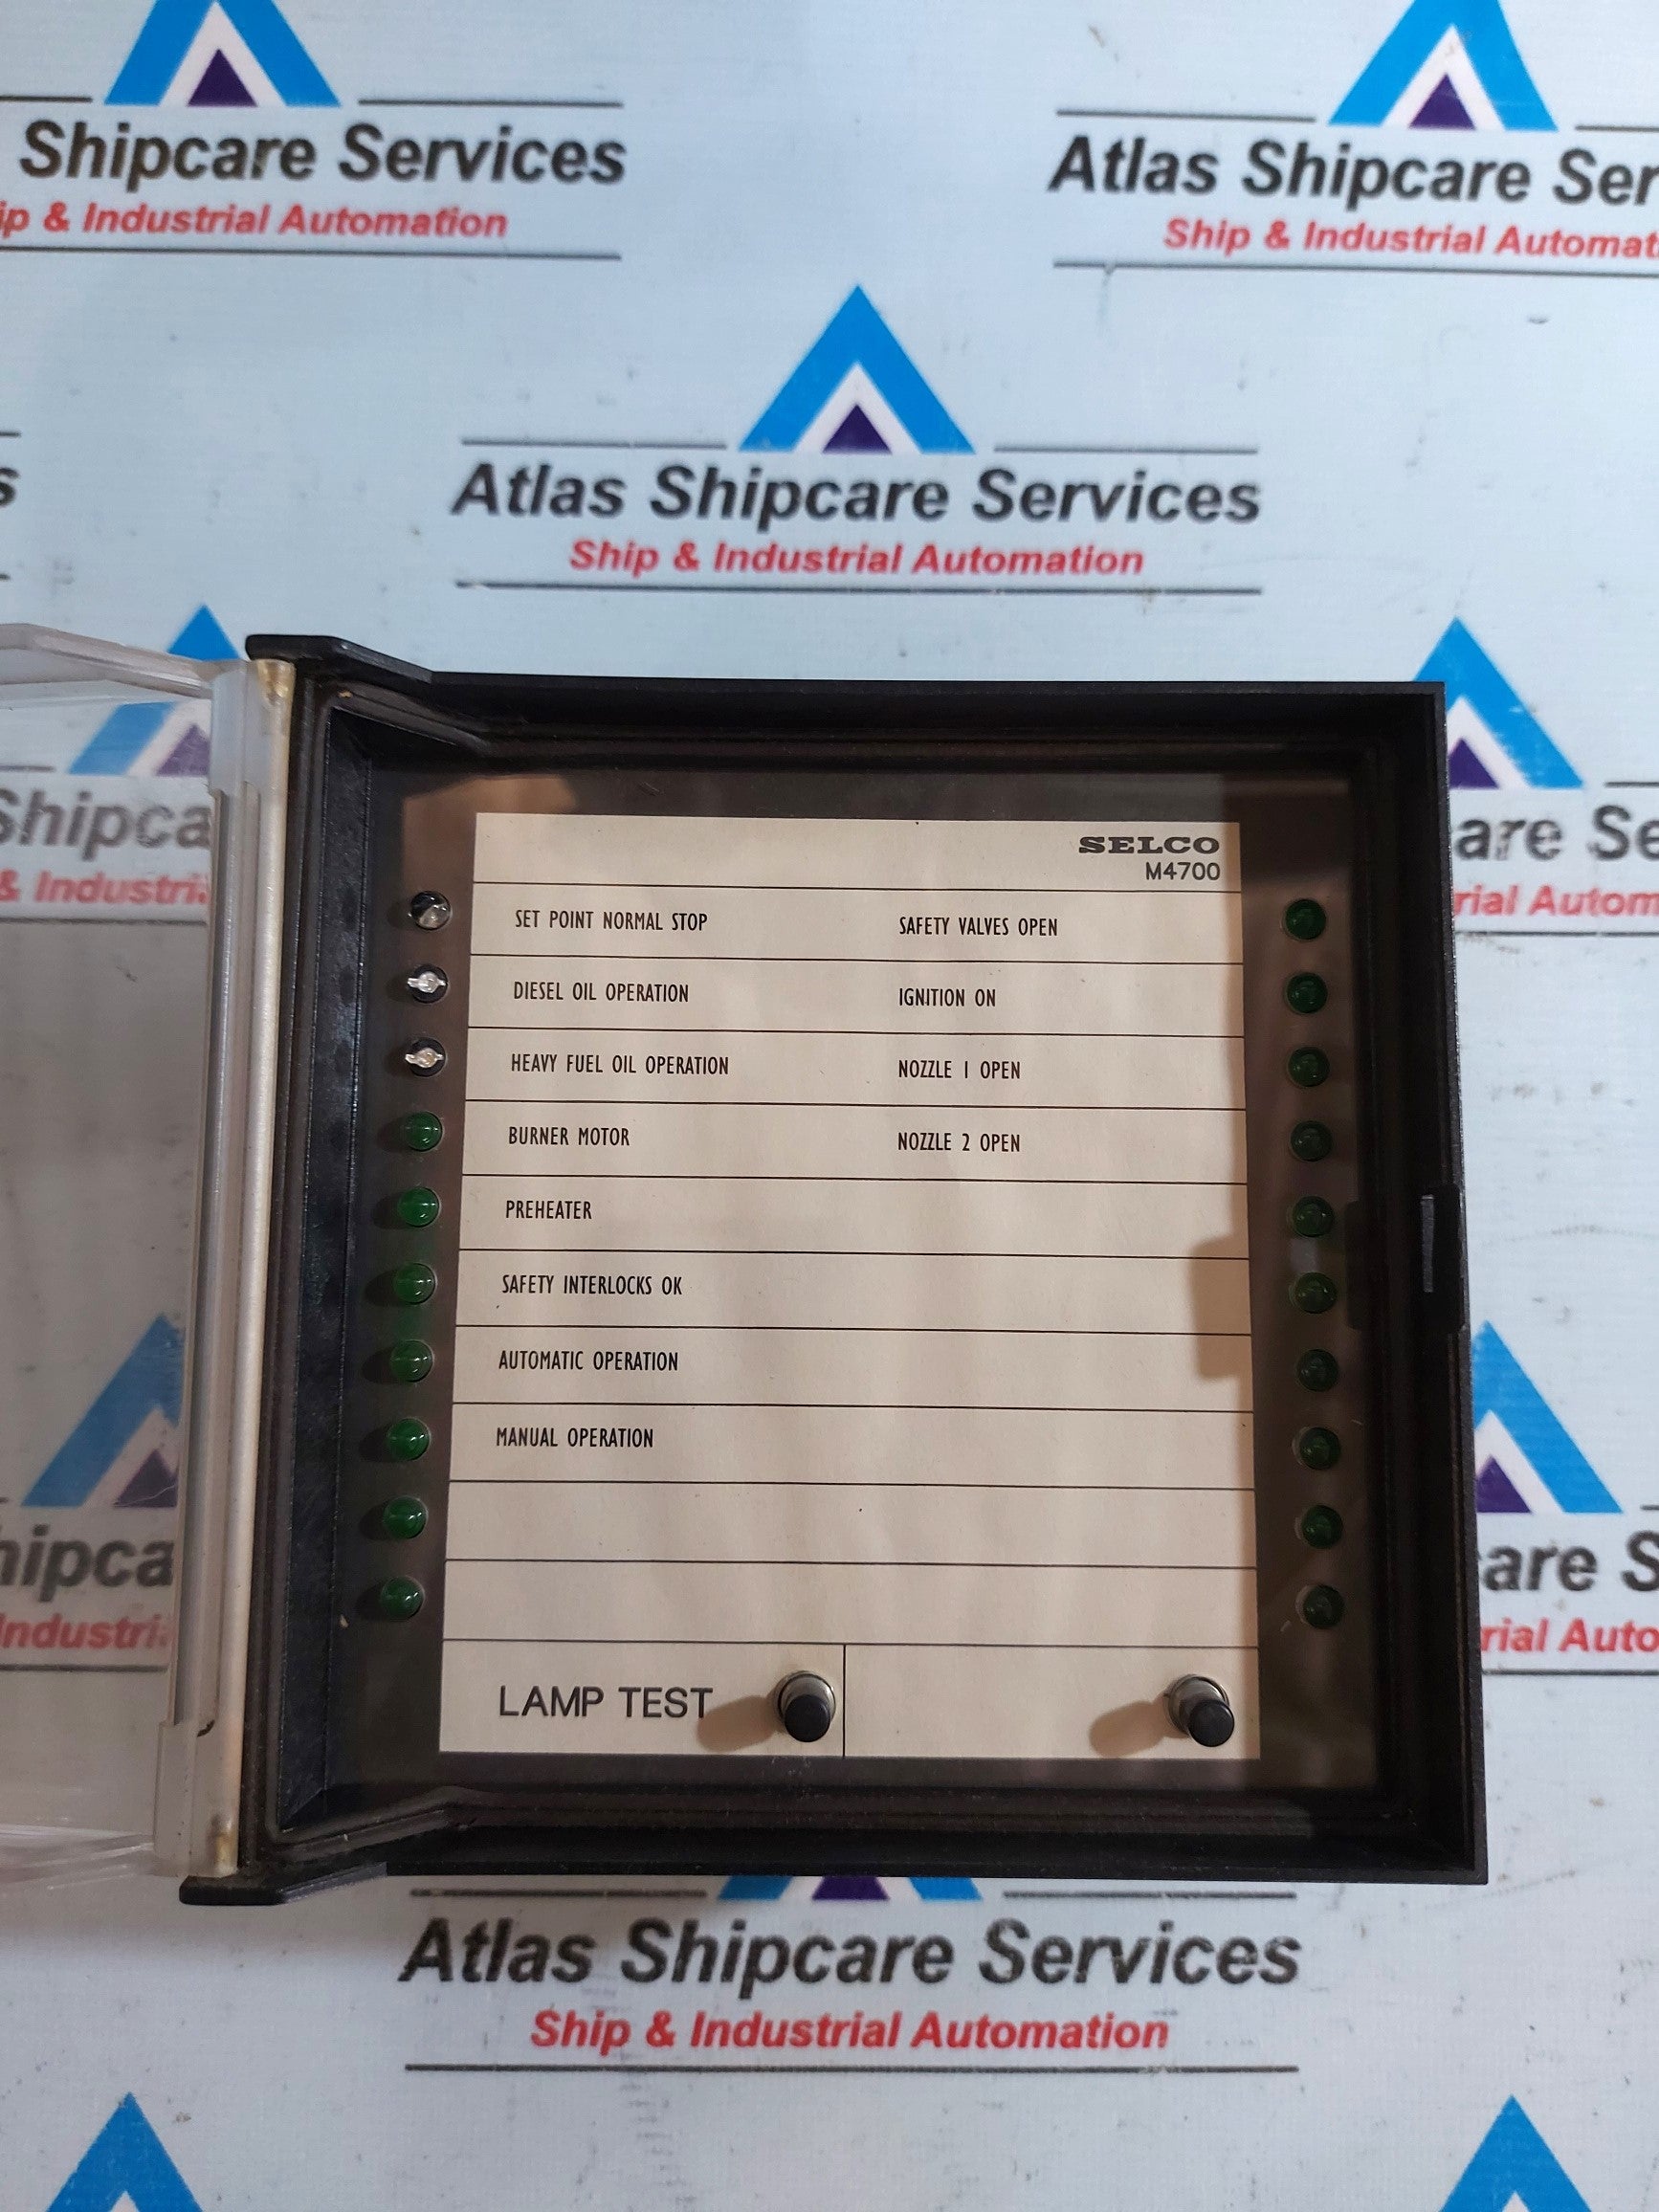 Shipcare Services
Atlas Shipcare
& Industrial Automation
Ship & Industrial
Atlas Shipcare Services
Ship & Industrial Automation
SELCO
M4700
SET POINT NORMAL STOP SAFETY VALVES OPEN
DIESEL OIL OPERATION IGNITION ON
HEAVY FUEL OIL OPERATION NOZZLE 1 OPEN
BURNER MOTOR NOZZLE 2 OPEN
PREHEATER
SAFETY INTERLOCKS OK
AUTOMATIC OPERATION
MANUAL OPERATION
LAMP TEST
Atlas Shipcare Services
Ship & Industrial Automation